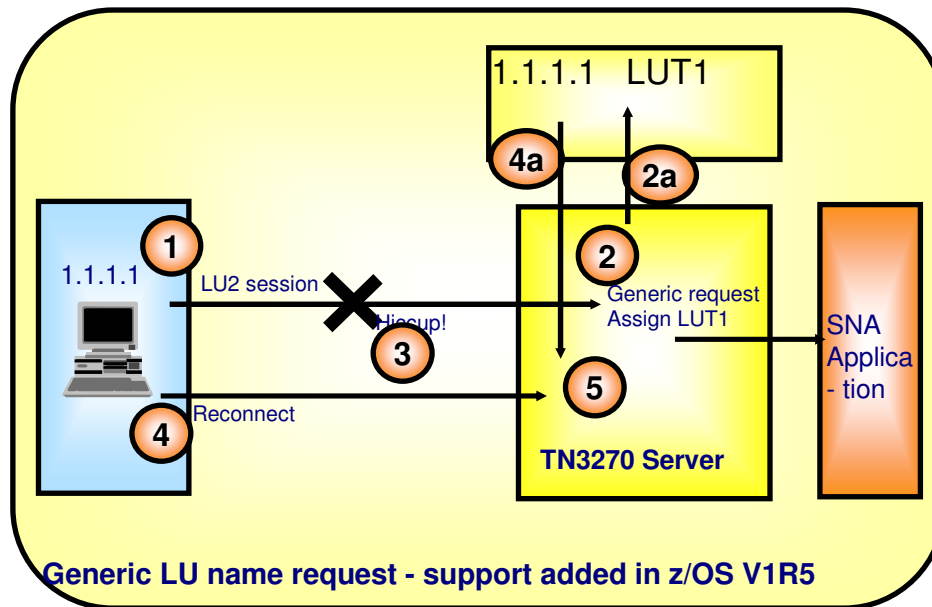 1.1.1.1 LUT1
4a
2a
1
2
1.1.1.1
LU2 session
Hiccup!
Generic request
Assign LUT1
SNA
Applica
- tion
3
5
Reconnect
4
TN3270 Server
Generic LU name request - support added in z/OS V1R5